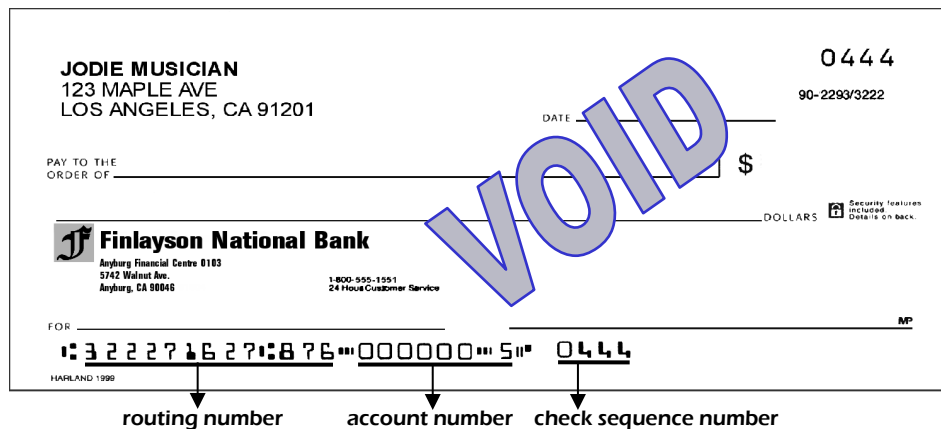 JODIE MUSICIAN
123 MAPLE AVE
LOS ANGELES, CA 91201
0444
90-2293/3222
DATE
PAY TO THE
ORDER OF
$
VOID
DOLLARS
Security features
included.
Details on back.
Finlayson National Bank
Anyburg Financial Centre 0103
5742 Walnut Ave.
Anyburg, CA 90046
1-800-555-1551
24 Hous Customer Service
FOR
MP
⑆322271627⑆876⑉000000⑉5⑈ 0444
HARLAND 1999
routing number account number check sequence number